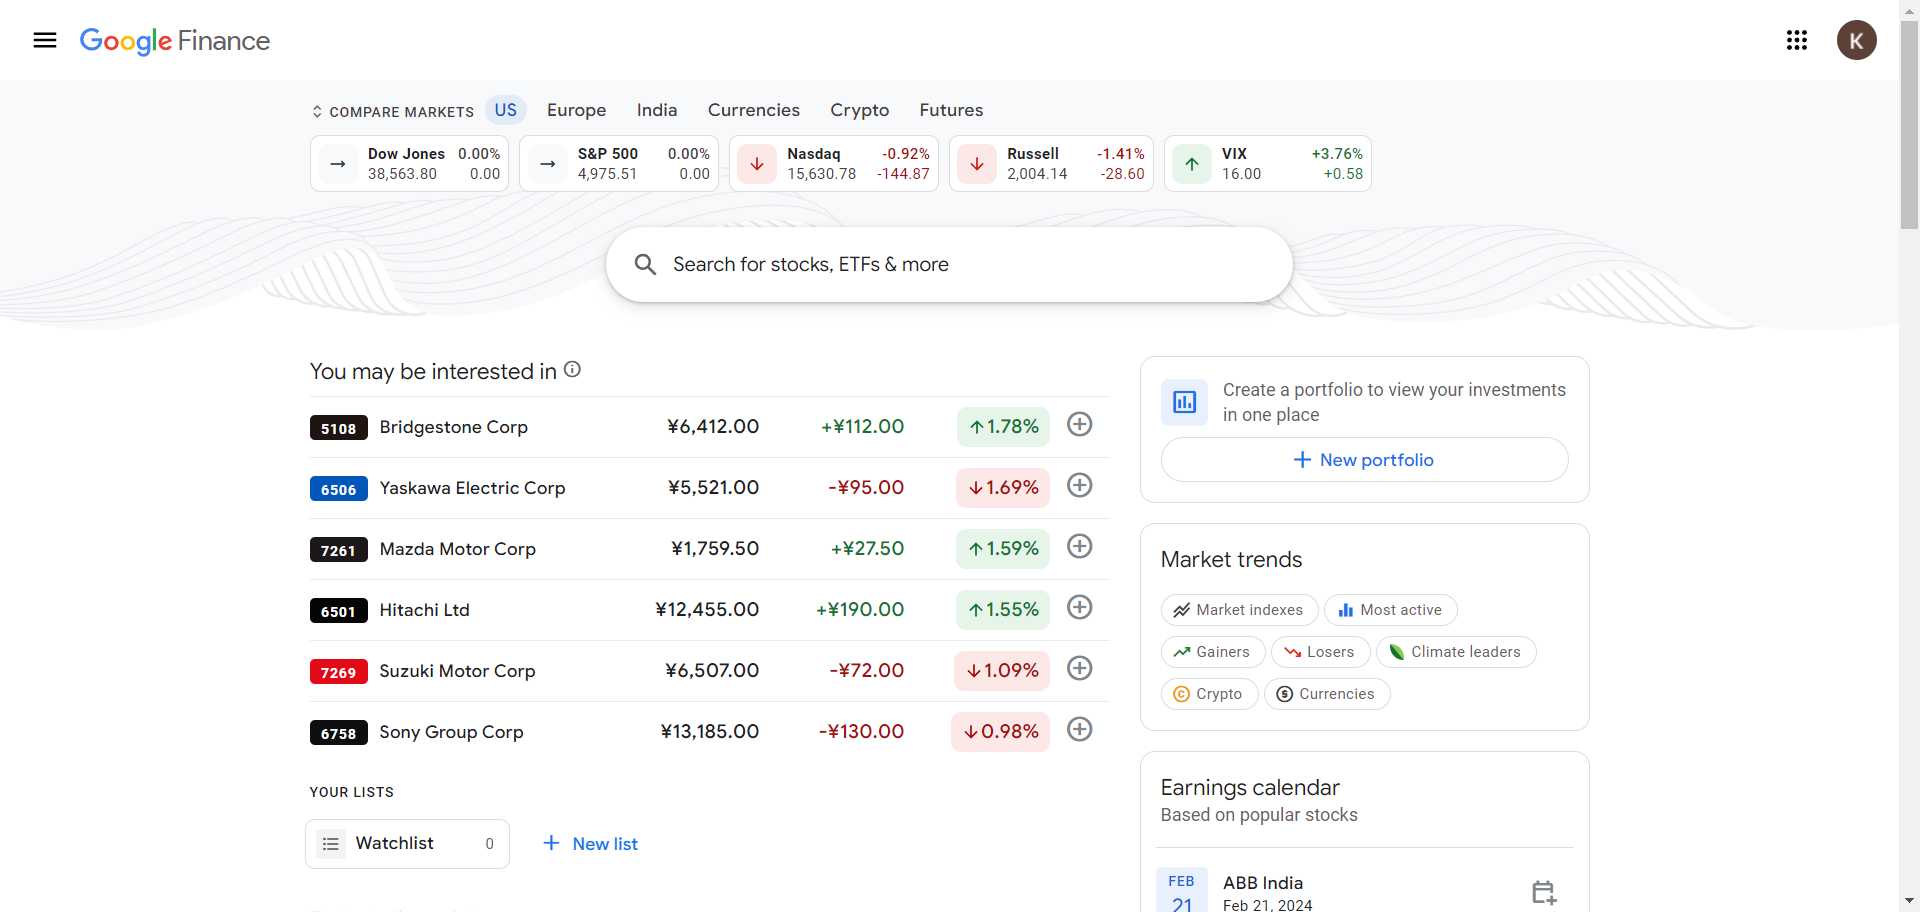 Google Finance
K
COMPARE MARKETS US Europe India Currencies Crypto Futures
Dow Jones 0.00%
38,563.80 0.00
S&P 500 0.00%
4,975.51 0.00
Nasdaq -0.92%
15,630.78 -144.87
Russell -1.41%
2,004.14 -28.60
VIX +3.76%
16.00 +0.58
Search for stocks, ETFs & more
You may be interested in
5108 Bridgestone Corp ¥6,412.00 +¥112.00 1.78%
6506 Yaskawa Electric Corp ¥5,521.00 -¥95.00 1.69%
7261 Mazda Motor Corp ¥1,759.50 +¥27.50 1.59%
6501 Hitachi Ltd ¥12,455.00 +¥190.00 1.55%
7269 Suzuki Motor Corp ¥6,507.00 -¥72.00 1.09%
6758 Sony Group Corp ¥13,185.00 -¥130.00 0.98%
YOUR LISTS
Watchlist 0
New list
Create a portfolio to view your investments
in one place
New portfolio
Market trends
Market indexes Most active
Gainers Losers Climate leaders
Crypto Currencies
Earnings calendar
Based on popular stocks
FEB
21
ABB India
Feb 21, 2024